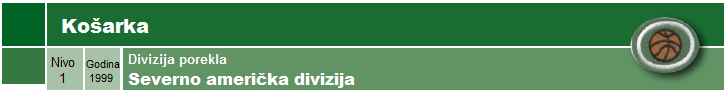 Košarka
Nivo
1
Godina
1999
Divizija porekla
Severno američka divizija